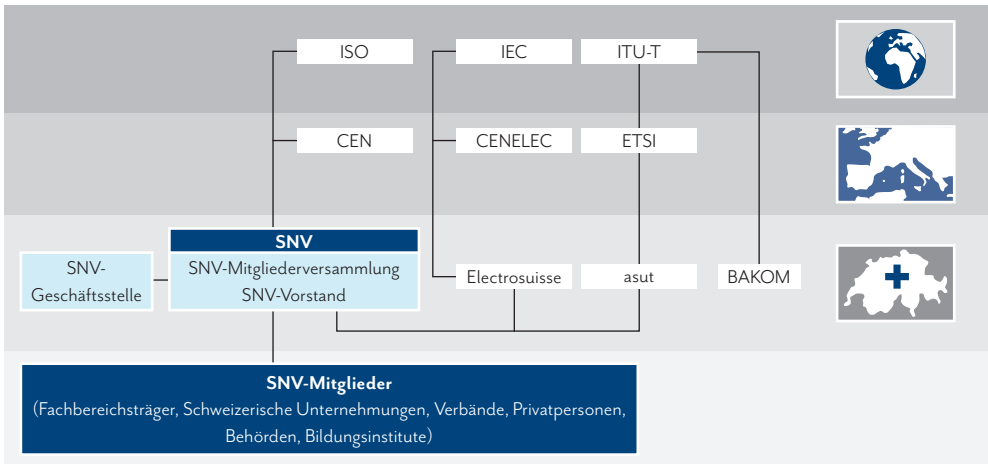 ISO
IEC
ITU-T
CEN
CENELEC
ETSI
SNV
SNV-Mitgliederversammlung
SNV-Vorstand
SNV-
Geschäftsstelle
Electrosuisse
asut
BAKOM
SNV-Mitglieder
(Fachbereichsträger, Schweizerische Unternehmungen, Verbände, Privatpersonen,
Behörden, Bildungsinstitute)